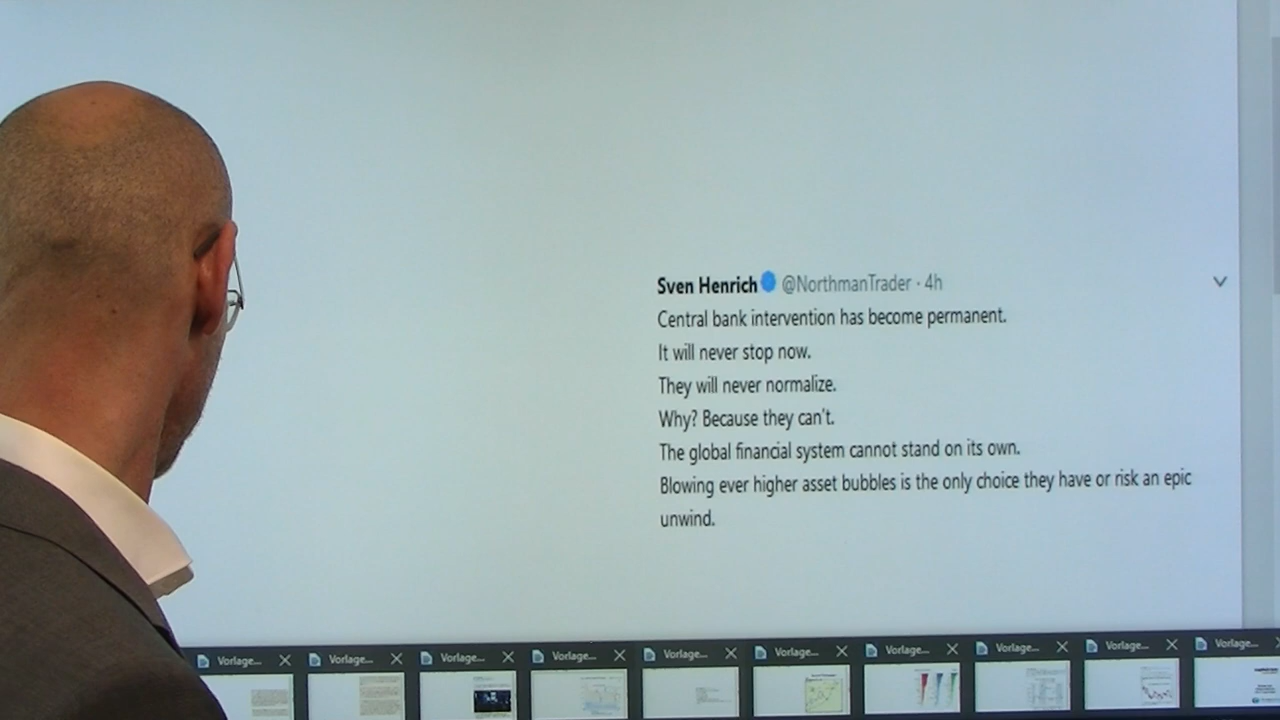 Sven Henrich @NorthmanTrader · 4h
Central bank intervention has become permanent.
It will never stop now.
They will never normalize.
Why? Because they can't.
The global financial system cannot stand on its own.
Blowing ever higher asset bubbles is the only choice they have or risk an epic
unwind.
Vorlage... Vorlage... Vorlage... Vorlage... Vorlage... Vorlage... Vorlage... Vorlage... Vorlage... Vorlage...